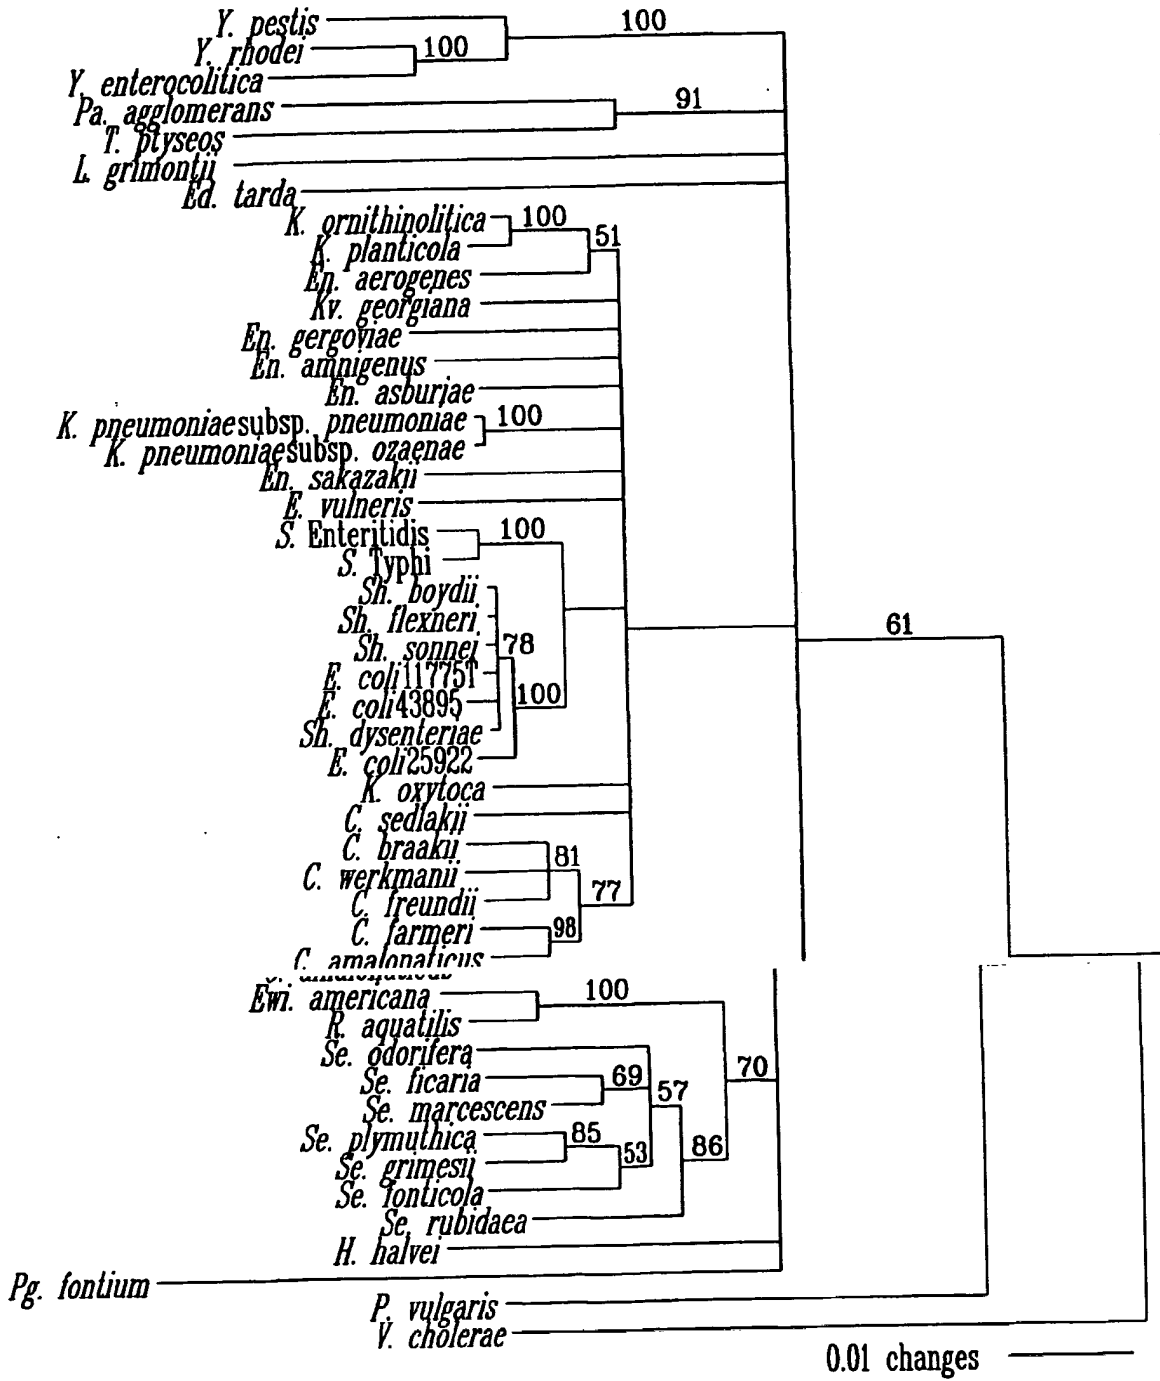 Y. pestis 100
Y. rhodei 100
Y. enterocolitica
Pa. agglomerans 91
T. ptyseos
L. grimontii
Ed. tarda
K. ornithinolitica 100
51
K. planticola
En. aerogenes
Kv. georgiana
En. gergoviae
En. amnigenus
En. asburiae
K. pneumoniae subsp. pneumoniae 100
K. pneumoniae subsp. ozaenae
En. sakazakii
E. vulneris
S. Enteritidis 100
S. Typhi
Sh. boydii
Sh. flexneri
61
Sh. sonnei 78
E. coli 11775T
E. coli 43895 100
Sh. dysenteriae
E. coli 25922
K. oxytoca
C. sedlakii
C. braakii 81
C. werkmanii 77
C. freundii
C. farmeri 98
C. amalonaticus
Ewi. americana 100
R. aquatilis
Se. odorifera 70
Se. ficaria 69
57
Se. marcescens
Se. plymuthica 85
86
53
Se. grimesii
Se. fonticola
Se. rubidaea
H. halvei
Pg. fontium
P. vulgaris
V. cholerae
0.01 changes